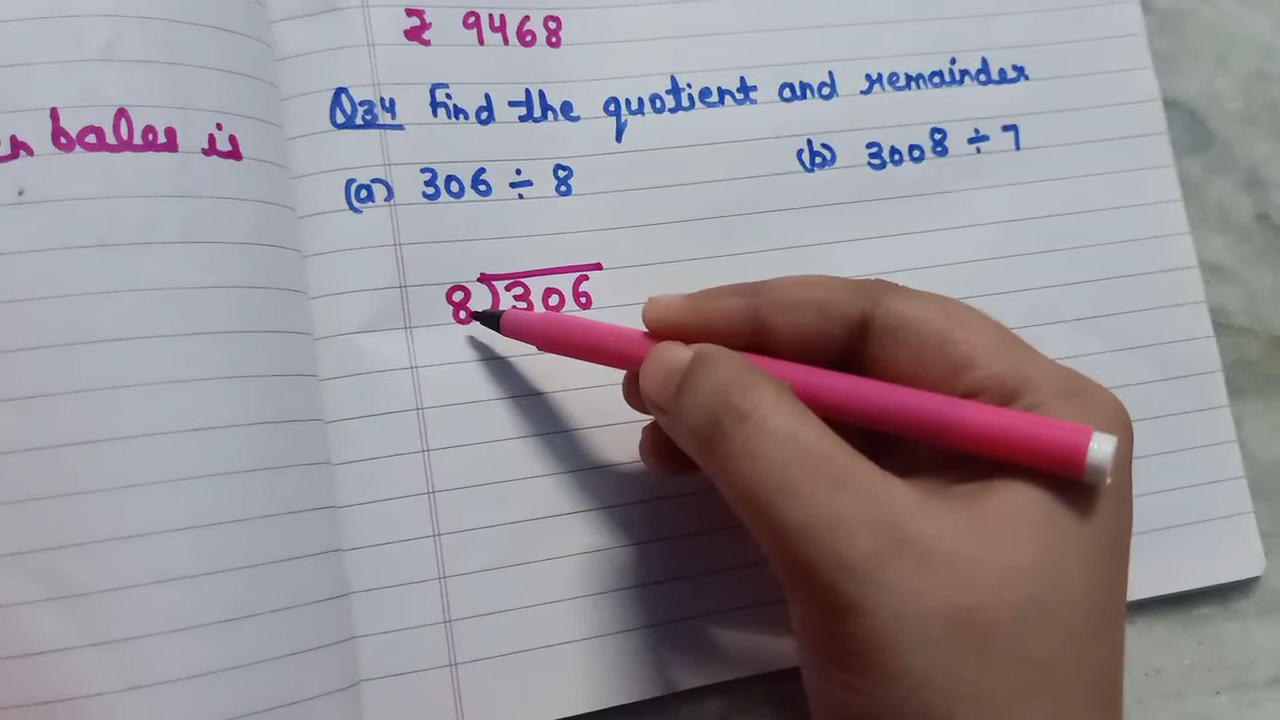 bales is
₹ 9468
Q34 Find the quotient and remainder
(a) 306 ÷ 8
(b) 3008 ÷ 7
8)306